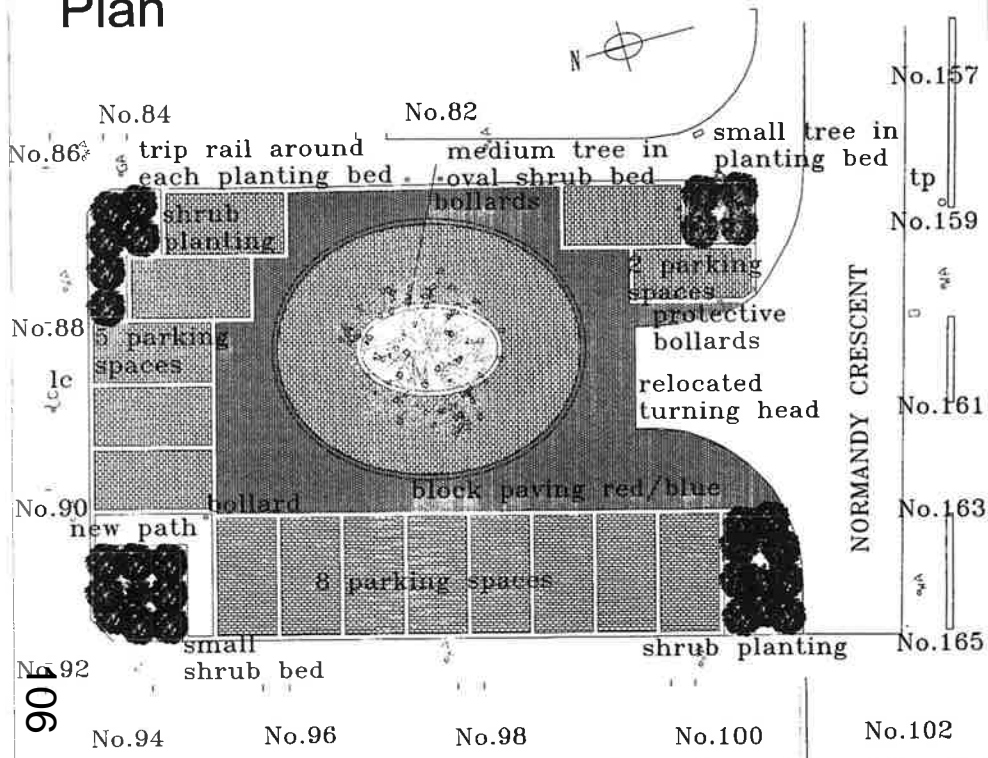 Plan
N
No.157
No.84
No.82
No.86
trip rail around
each planting bed
medium tree in
oval shrub bed
bollards
small tree in
planting bed
tp
No.159
shrub
planting
2 parking
spaces
protective
bollards
No.88
5 parking
spaces
lc
relocated
turning head
NORMANDY CRESCENT
No.161
No.90
bollard
block paving red/blue
No.163
new path
8 parking spaces
small
shrub bed
shrub planting
No.165
No.92
106
No.94
No.96
No.98
No.100
No.102